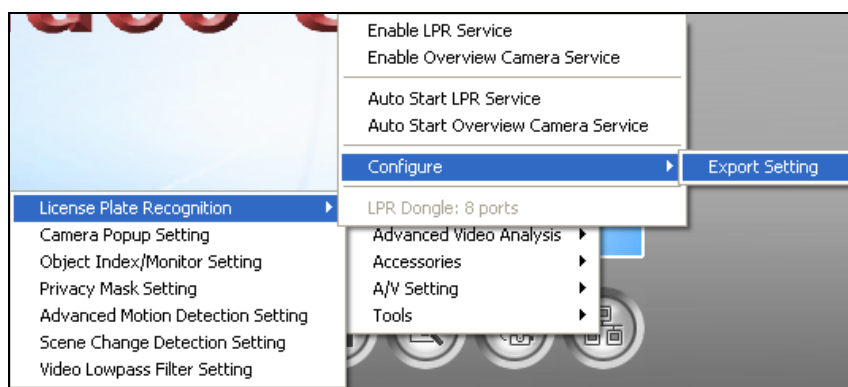 Enable LPR Service
Enable Overview Camera Service
Auto Start LPR Service
Auto Start Overview Camera Service
Configure
Export Setting
LPR Dongle: 8 ports
License Plate Recognition
Camera Popup Setting
Object Index/Monitor Setting
Privacy Mask Setting
Advanced Motion Detection Setting
Scene Change Detection Setting
Video Lowpass Filter Setting
Advanced Video Analysis
Accessories
A/V Setting
Tools